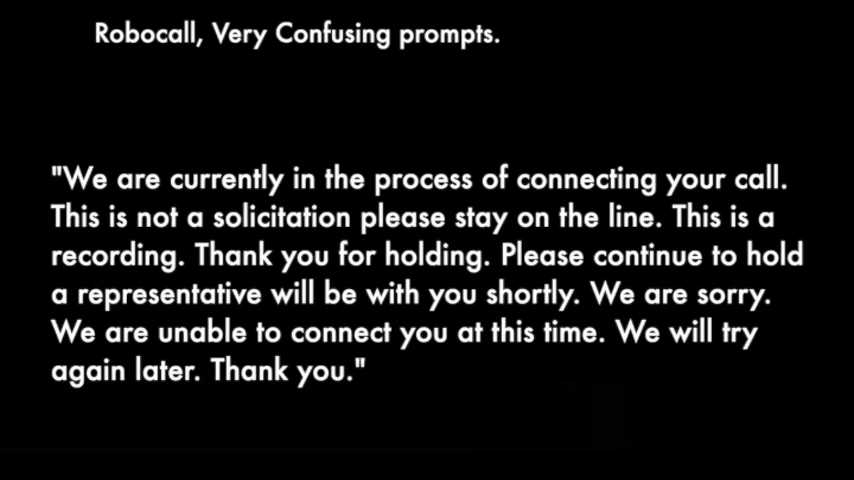 Robocall, Very Confusing prompts.
"We are currently in the process of connecting your call.
This is not a solicitation please stay on the line. This is a
recording. Thank you for holding. Please continue to hold
a representative will be with you shortly. We are sorry.
We are unable to connect you at this time. We will try
again later. Thank you."